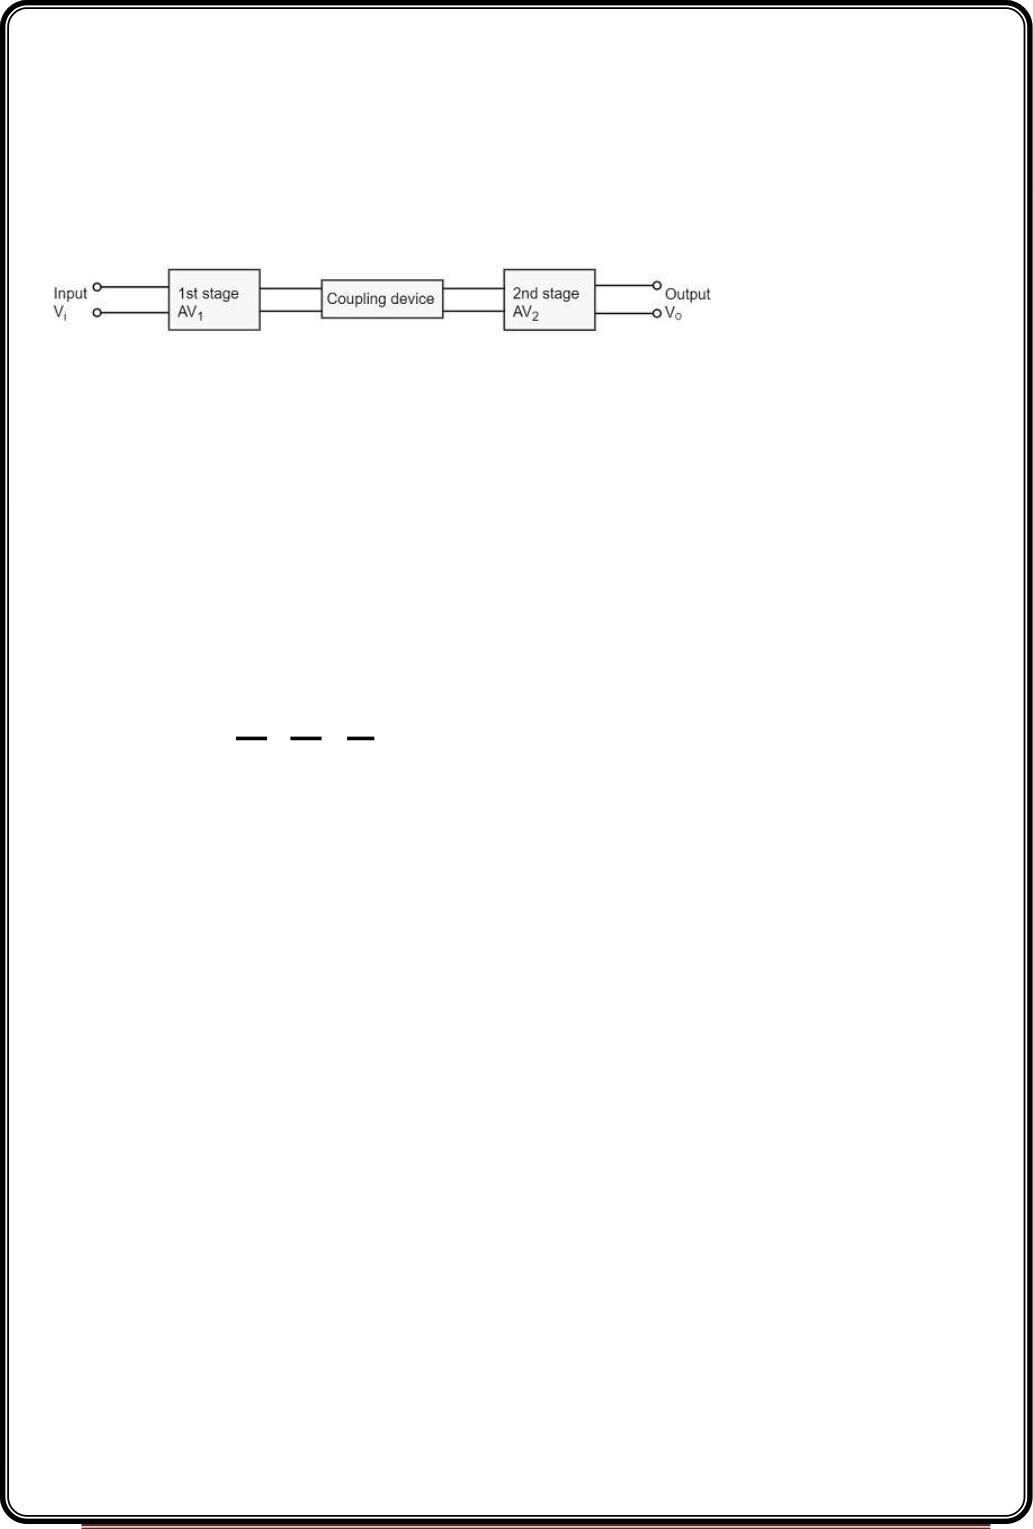 Input
Vi
1st stage
AV1
Coupling device
2nd stage
AV2
Output
VO